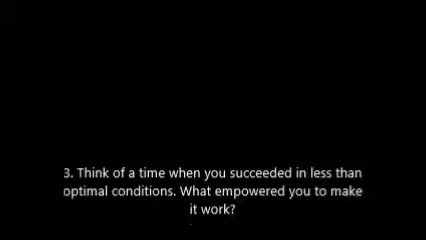 3. Think of a time when you succeeded in less than
optimal conditions. What empowered you to make
it work?